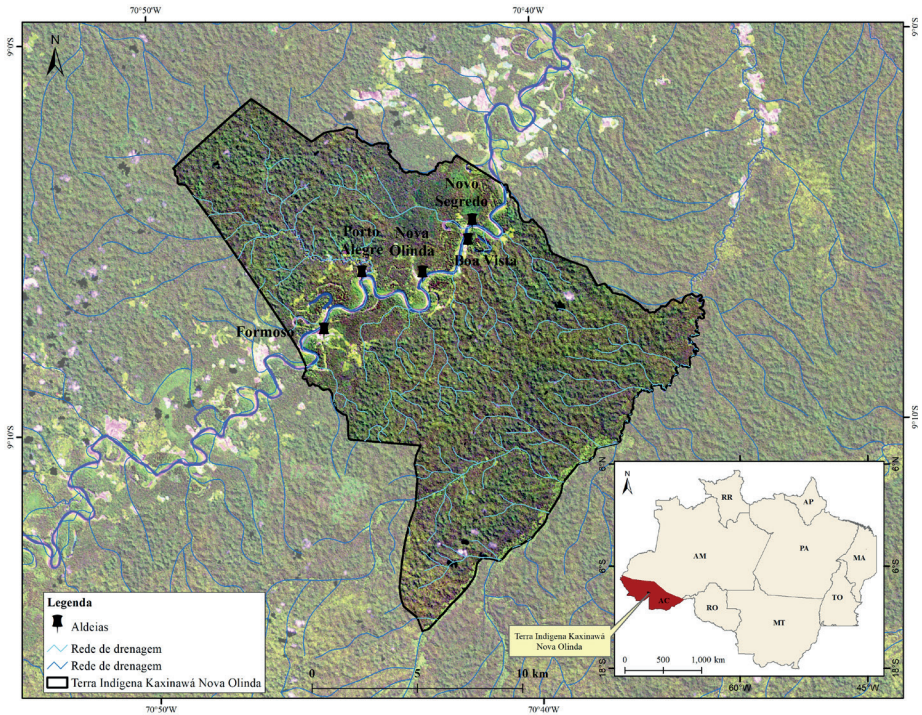 70°50'W
70°40'W
9°0'S
9°0'S
N
Novo
Segredo
Porto
Alegre
Nova
Olinda
Boa Vista
Formoso
9°10'S
9°10'S
Legenda
Aldeias
Rede de drenagem
Rede de drenagem
Terra Indígena Kaxinawá Nova Olinda
0 5 10 km
70°50'W
70°40'W
N
RR
AP
AM
PA
MA
AC
RO
TO
MT
Terra Indígena Kaxinawá
Nova Olinda
0 500 1,000 km
6°N
6°S
18°S
60°W
45°W